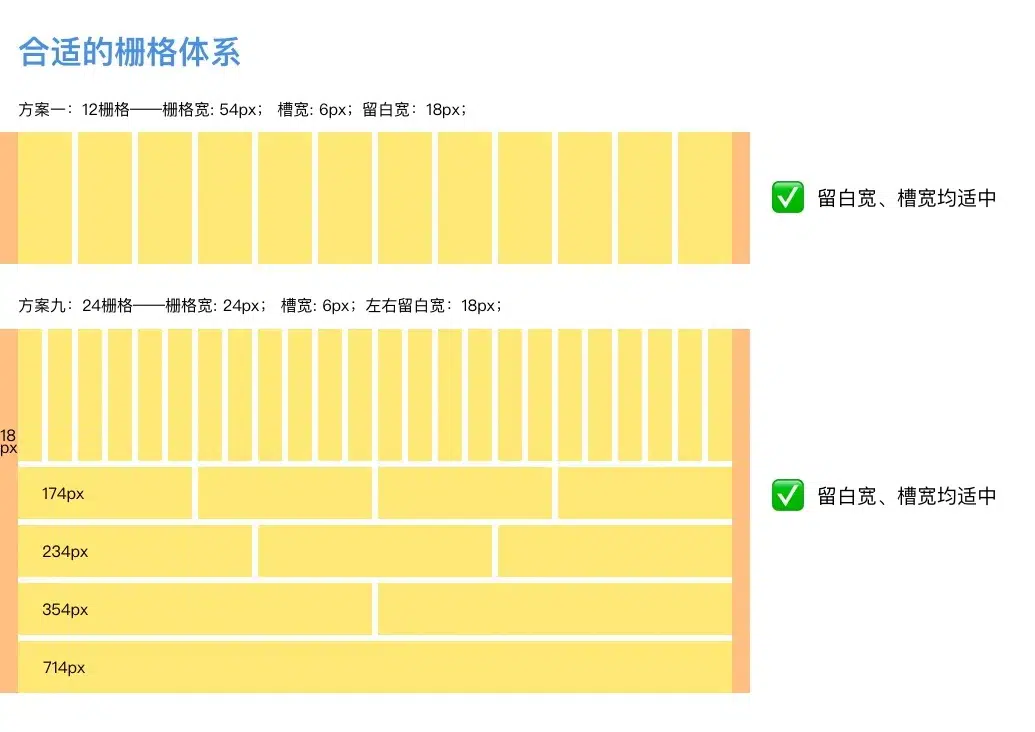 合适的栅格体系
方案一：12栅格——栅格宽: 54px； 槽宽: 6px；留白宽：18px；
留白宽、槽宽均适中
方案九：24栅格——栅格宽: 24px； 槽宽: 6px；左右留白宽：18px；
18
px
174px
留白宽、槽宽均适中
234px
354px
714px